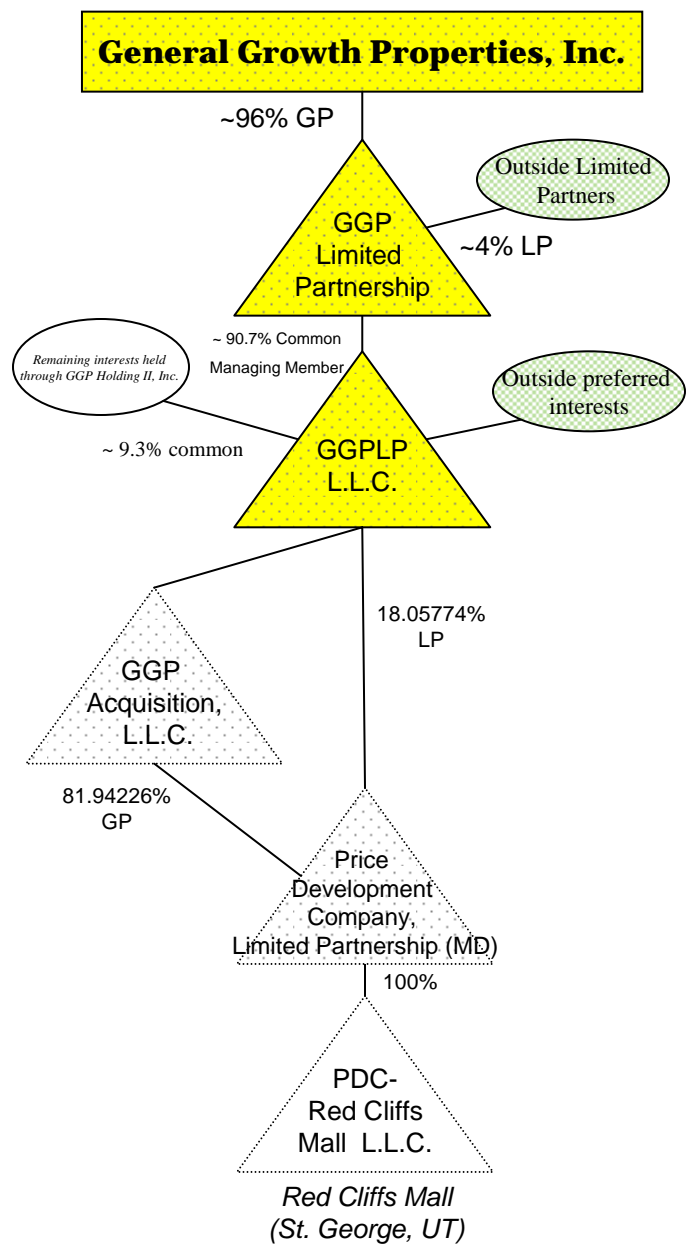 General Growth Properties, Inc.
~96% GP
Outside Limited
Partners
GGP
Limited
Partnership
~4% LP
~ 90.7% Common
Managing Member
Remaining interests held
through GGP Holding II, Inc.
Outside preferred
interests
~ 9.3% common
GGPLP
L.L.C.
18.05774%
LP
GGP
Acquisition,
L.L.C.
81.94226%
GP
Price
Development
Company,
Limited Partnership (MD)
100%
PDC-
Red Cliffs
Mall L.L.C.
Red Cliffs Mall
(St. George, UT)